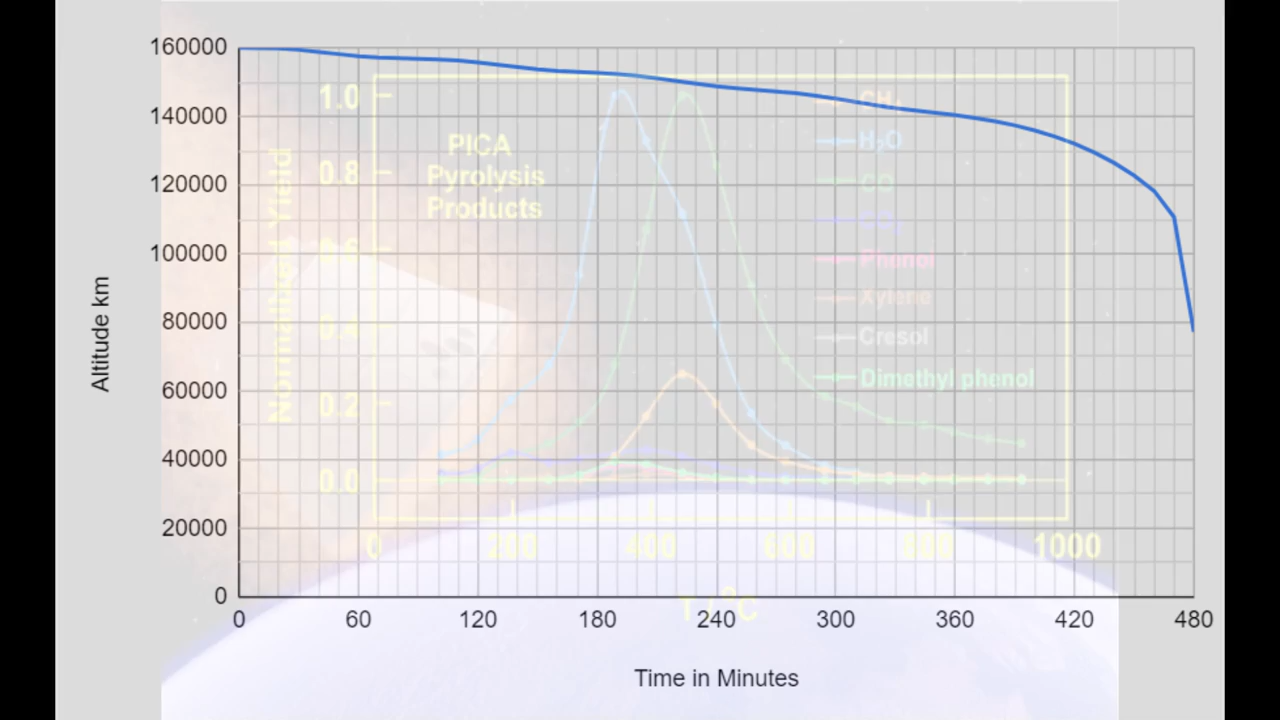 160000
140000
120000
100000
80000
60000
40000
20000
0
0 60 120 180 240 300 360 420 480
Altitude km
Time in Minutes
PICA
Pyrolysis
Products
Normalized Yield
1.0
0.8
0.6
0.4
0.2
0.0
0 200 400 600 800 1000
T / °C
CH₄
H₂O
CO
CO₂
Phenol
Xylene
Cresol
Dimethyl phenol